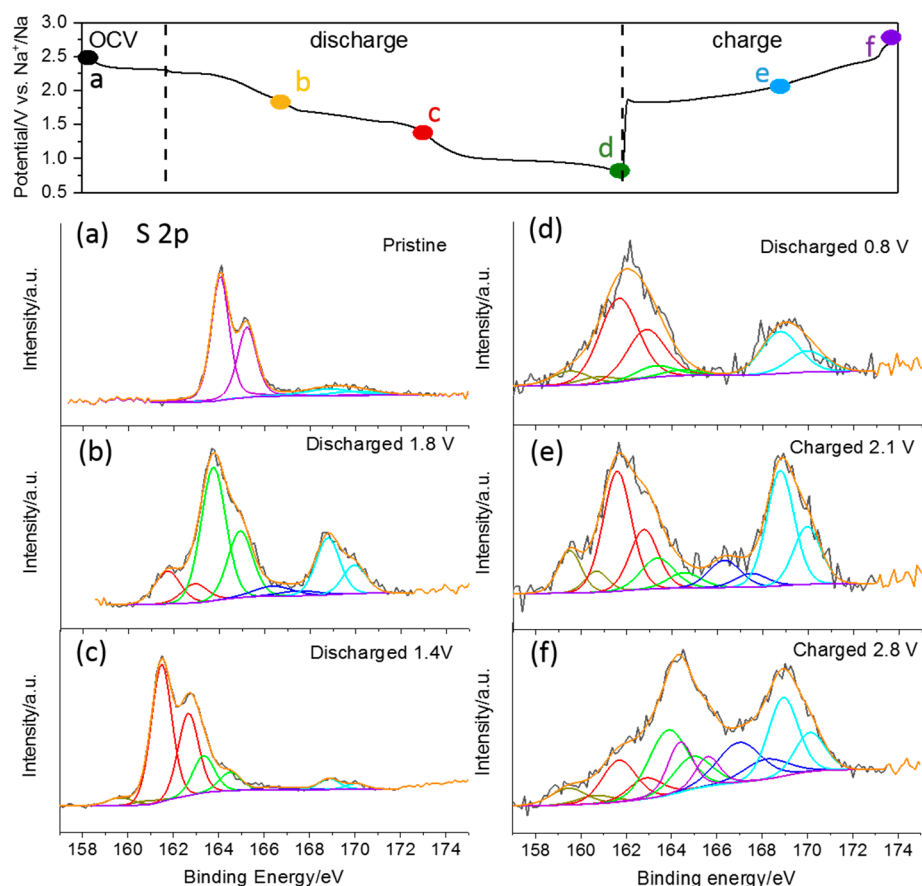 Potential/V vs. Na⁺/Na
3.0
2.5
2.0
1.5
1.0
0.5
OCV
discharge
charge
a
b
c
d
e
f
(a) S 2p
Pristine
Intensity/a.u.
(b)
Discharged 1.8 V
Intensity/a.u.
(c)
Discharged 1.4V
Intensity/a.u.
158 160 162 164 166 168 170 172 174
Binding Energy/eV
(d)
Discharged 0.8 V
Intensity/a.u.
(e)
Charged 2.1 V
Intensity/a.u.
(f)
Charged 2.8 V
Intensity/a.u.
158 160 162 164 166 168 170 172 174
Binding energy/eV